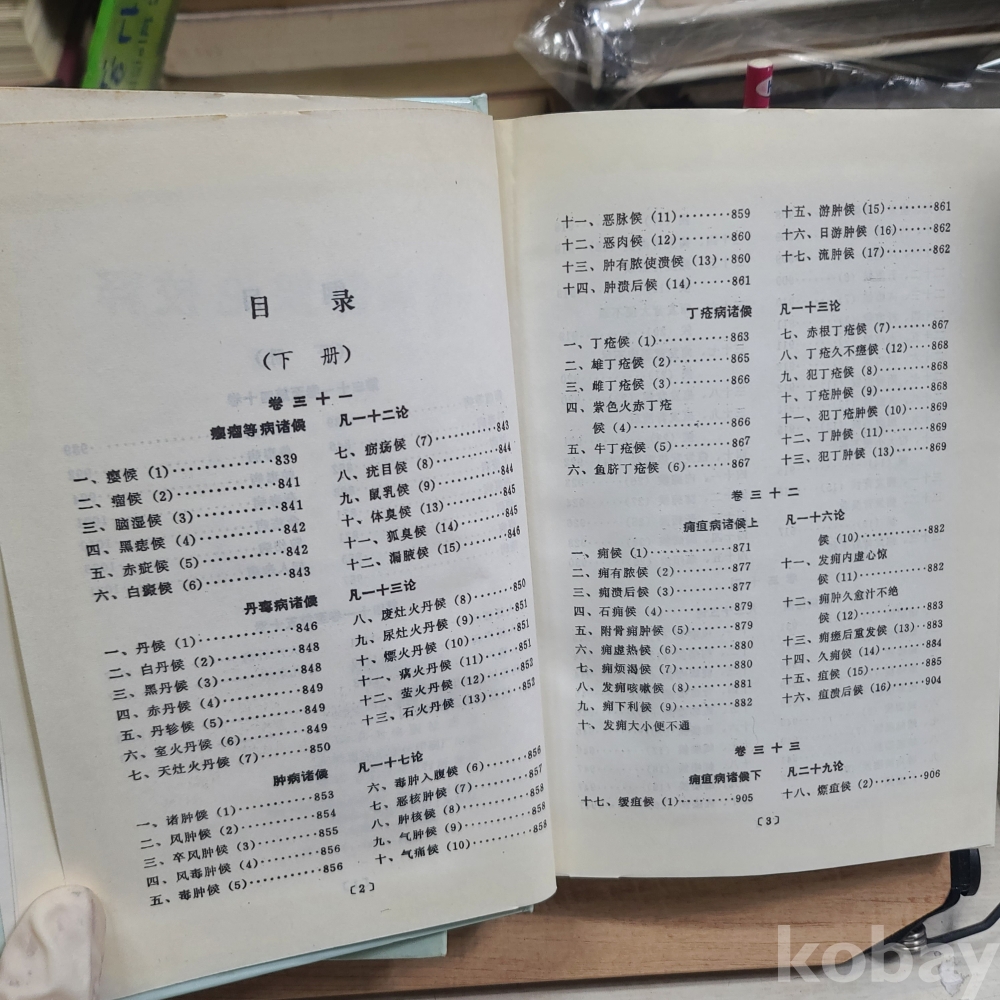 目 录
（下 册）
卷三十一
瘿瘤等病诸候 凡一十二论
一、瘿候（1）············839
二、瘤候（2）············841
三、脑湿候（3）··········841
四、黑痣候（4）··········842
五、赤疵候（5）··········842
六、白癜候（6）··········843
七、疬疡候（7）········843
八、疣目候（8）········844
九、鼠乳候（9）········844
十、体臭候（13）·······845
十一、狐臭候（14）·····845
十二、漏腋候（15）·····846
丹毒病诸候 凡一十三论
一、丹候（1）············846
二、白丹候（2）··········848
三、黑丹候（3）··········848
四、赤丹候（4）··········849
五、丹轸候（5）··········849
六、室火丹候（6）········849
七、天灶火丹候（7）······850
八、废灶火丹候（8）····850
九、尿灶火丹候（9）····851
十、熛火丹候（10）·····851
十一、㾦火丹候（11）···851
十二、萤火丹候（12）···852
十三、石火丹候（13）···852
肿病诸候 凡一十七论
一、诸肿候（1）··········853
二、风肿候（2）··········854
三、卒风肿候（3）········855
四、风毒肿候（4）········856
五、毒肿候（5）··········856
六、毒肿入腹候（6）····856
七、恶核肿候（7）······857
八、肿核候（8）········858
九、气肿候（9）········858
十、气痛候（10）·······858
〔2〕
十一、恶脉候（11）········859
十二、恶肉候（12）········860
十三、肿有脓使溃候（13）··860
十四、肿溃后候（14）······861
十五、游肿候（15）········861
十六、日游肿候（16）······862
十七、流肿候（17）········862
丁疮病诸候 凡一十三论
一、丁疮候（1）··········863
二、雄丁疮候（2）········865
三、雌丁疮候（3）········866
四、紫色火赤丁疮
候（4）············866
五、牛丁疮候（5）········867
六、鱼脐丁疮候（6）······867
七、赤根丁疮候（7）······867
八、丁疮久不瘥候（12）···868
九、犯丁疮候（8）········868
十、丁疮肿候（9）········868
十一、犯丁疮肿候（10）···869
十二、丁肿候（11）·······869
十三、犯丁肿候（13）·····869
卷三十二
痈疽病诸候上 凡一十六论
一、痈候（1）············871
二、痈有脓候（2）········877
三、痈溃后候（3）········877
四、石痈候（4）··········879
五、附骨痈肿候（5）······879
六、痈虚热候（6）········880
七、痈烦渴候（7）········880
八、发痈咳嗽候（8）······881
九、痈下利候（9）········882
十、发痈大小便不通
候（10）···········882
十一、发痈内虚心惊
候（11）···········882
十二、痈肿久愈汁不绝
候（12）···········883
十三、痈瘥后重发候（13）··883
十四、久痈候（14）·······884
十五、疽候（15）·········885
十六、疽溃后候（16）·····904
卷三十三
痈疽病诸候下 凡二十九论
十七、缓疽候（1）········905
十八、熛疽候（2）········906
〔3〕
kobay